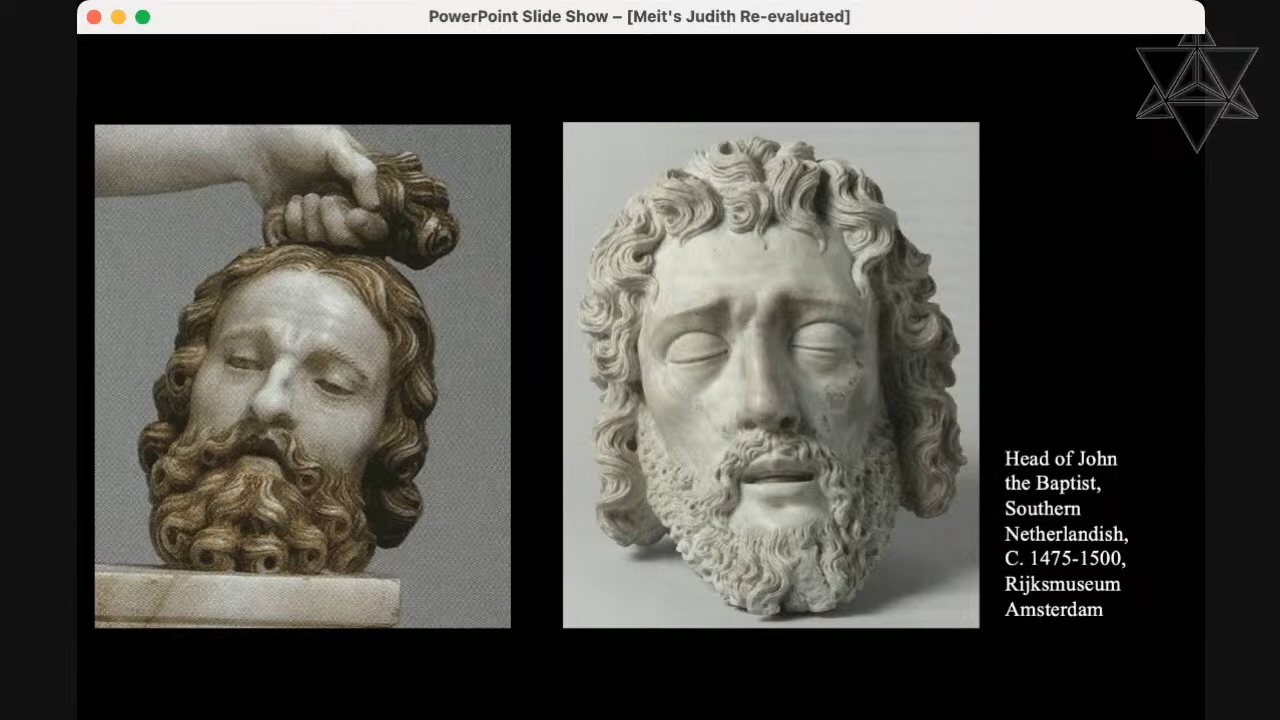 PowerPoint Slide Show – [Meit's Judith Re-evaluated]
Head of John
the Baptist,
Southern
Netherlandish,
C. 1475-1500,
Rijksmuseum
Amsterdam